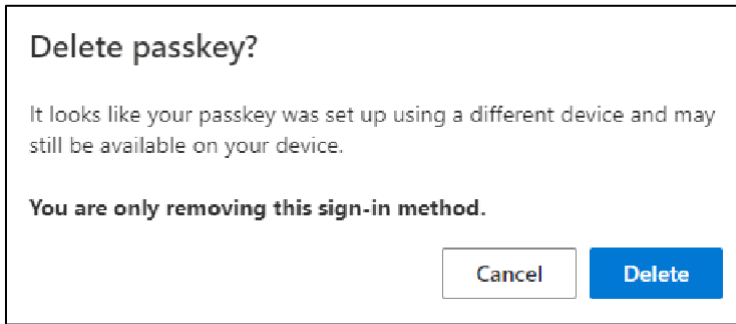 Delete passkey?
It looks like your passkey was set up using a different device and may
still be available on your device.
You are only removing this sign-in method.
Cancel
Delete